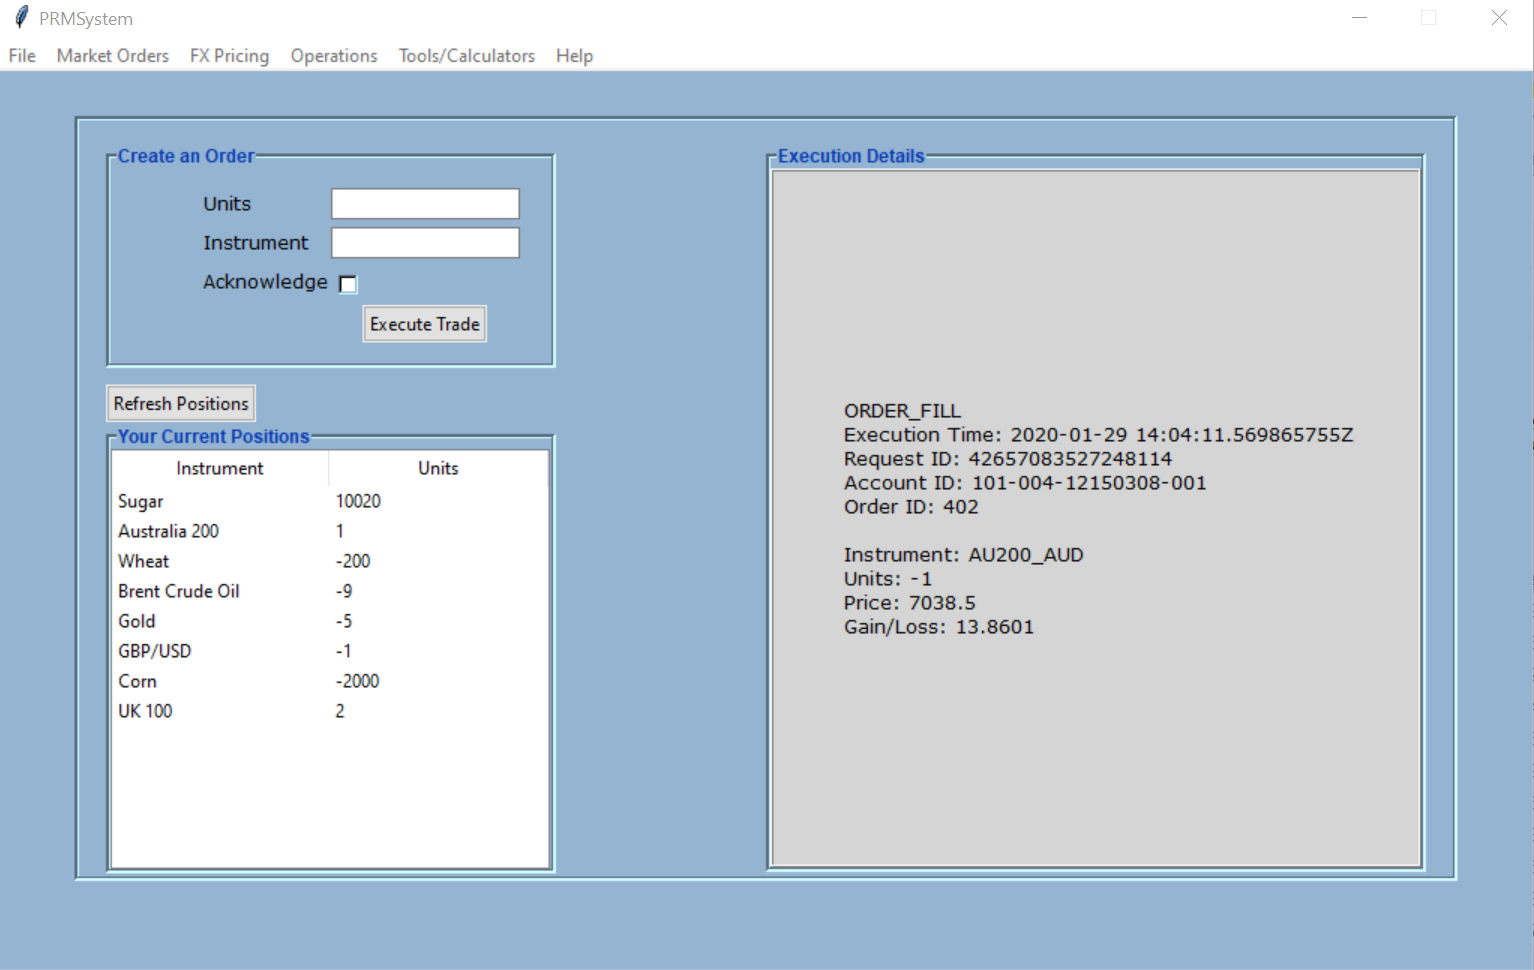 PRMSystem
File Market Orders FX Pricing Operations Tools/Calculators Help
Create an Order
Units
Instrument
Acknowledge
Execute Trade
Refresh Positions
Your Current Positions
Instrument Units
Sugar 10020
Australia 200 1
Wheat -200
Brent Crude Oil -9
Gold -5
GBP/USD -1
Corn -2000
UK 100 2
Execution Details
ORDER_FILL
Execution Time: 2020-01-29 14:04:11.569865755Z
Request ID: 42657083527248114
Account ID: 101-004-12150308-001
Order ID: 402
Instrument: AU200_AUD
Units: -1
Price: 7038.5
Gain/Loss: 13.8601